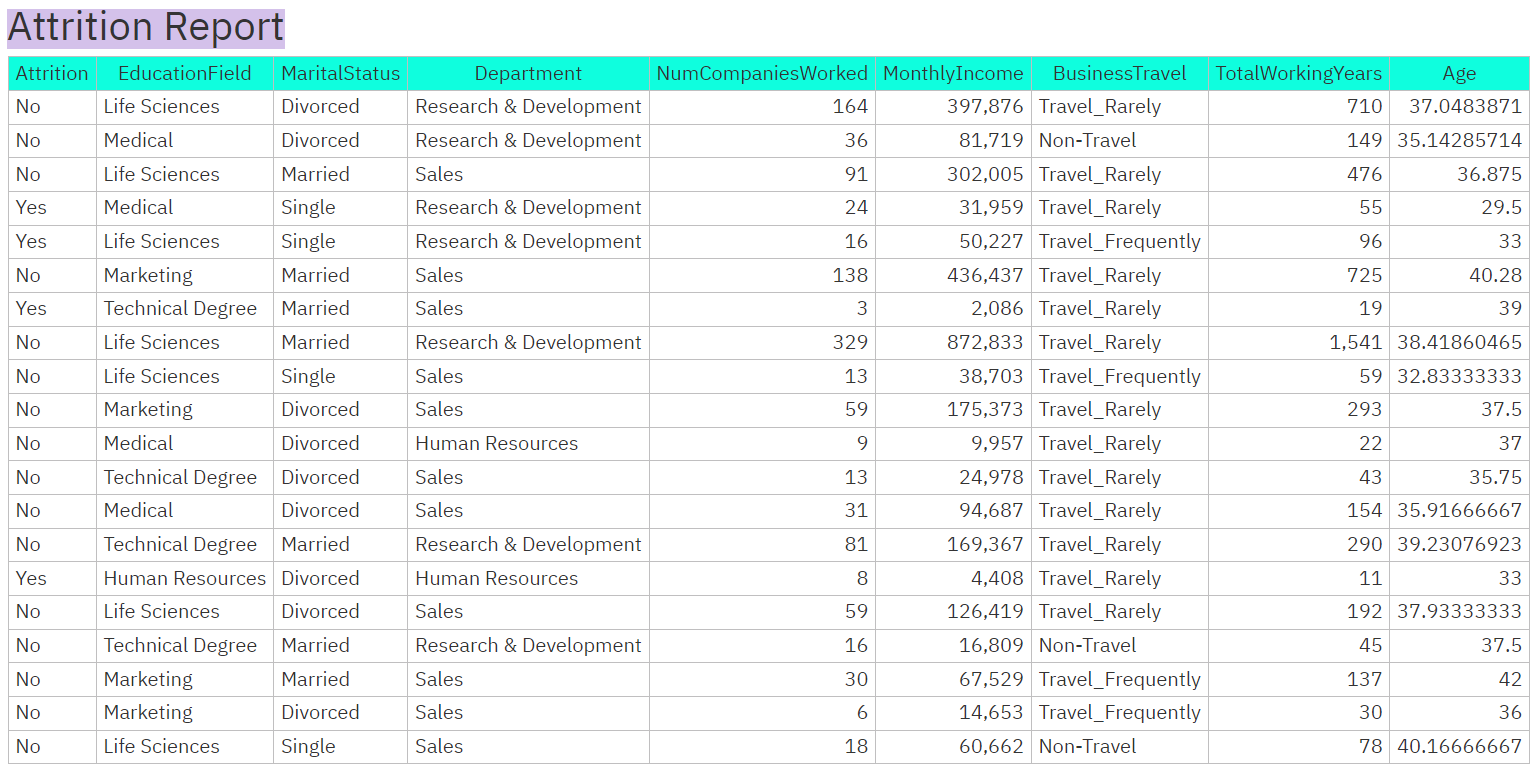 Attrition Report
Attrition EducationField MaritalStatus Department NumCompaniesWorked MonthlyIncome BusinessTravel TotalWorkingYears Age
No Life Sciences Divorced Research & Development 164 397,876 Travel_Rarely 710 37.0483871
No Medical Divorced Research & Development 36 81,719 Non-Travel 149 35.14285714
No Life Sciences Married Sales 91 302,005 Travel_Rarely 476 36.875
Yes Medical Single Research & Development 24 31,959 Travel_Rarely 55 29.5
Yes Life Sciences Single Research & Development 16 50,227 Travel_Frequently 96 33
No Marketing Married Sales 138 436,437 Travel_Rarely 725 40.28
Yes Technical Degree Married Sales 3 2,086 Travel_Rarely 19 39
No Life Sciences Married Research & Development 329 872,833 Travel_Rarely 1,541 38.41860465
No Life Sciences Single Sales 13 38,703 Travel_Frequently 59 32.83333333
No Marketing Divorced Sales 59 175,373 Travel_Rarely 293 37.5
No Medical Divorced Human Resources 9 9,957 Travel_Rarely 22 37
No Technical Degree Divorced Sales 13 24,978 Travel_Rarely 43 35.75
No Medical Divorced Sales 31 94,687 Travel_Rarely 154 35.91666667
No Technical Degree Married Research & Development 81 169,367 Travel_Rarely 290 39.23076923
Yes Human Resources Divorced Human Resources 8 4,408 Travel_Rarely 11 33
No Life Sciences Divorced Sales 59 126,419 Travel_Rarely 192 37.93333333
No Technical Degree Married Research & Development 16 16,809 Non-Travel 45 37.5
No Marketing Married Sales 30 67,529 Travel_Frequently 137 42
No Marketing Divorced Sales 6 14,653 Travel_Frequently 30 36
No Life Sciences Single Sales 18 60,662 Non-Travel 78 40.16666667